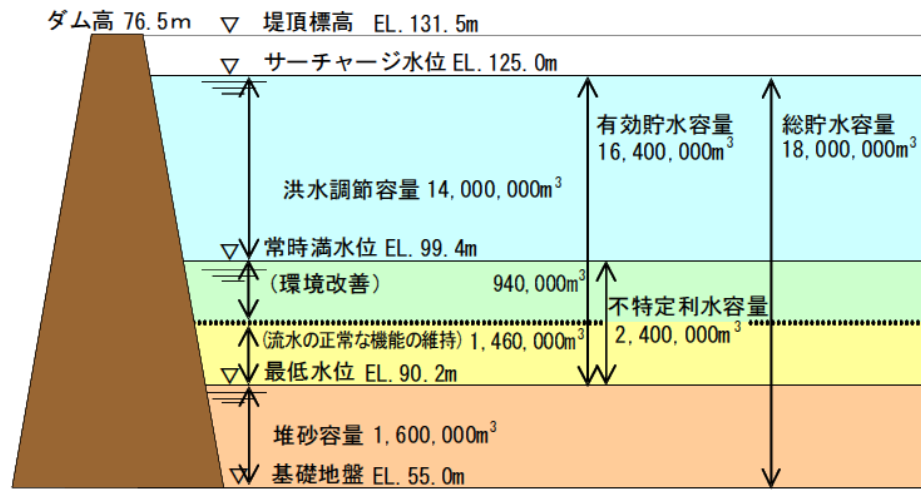 ダム高 76.5m ▽ 堤頂標高 EL.131.5m
▽ サーチャージ水位 EL.125.0m
有効貯水容量
16,400,000m³
総貯水容量
18,000,000m³
洪水調節容量 14,000,000m³
▽ 常時満水位 EL.99.4m
(環境改善) 940,000m³
不特定利水容量
2,400,000m³
(流水の正常な機能の維持) 1,460,000m³
▽ 最低水位 EL.90.2m
堆砂容量 1,600,000m³
▽ 基礎地盤 EL.55.0m